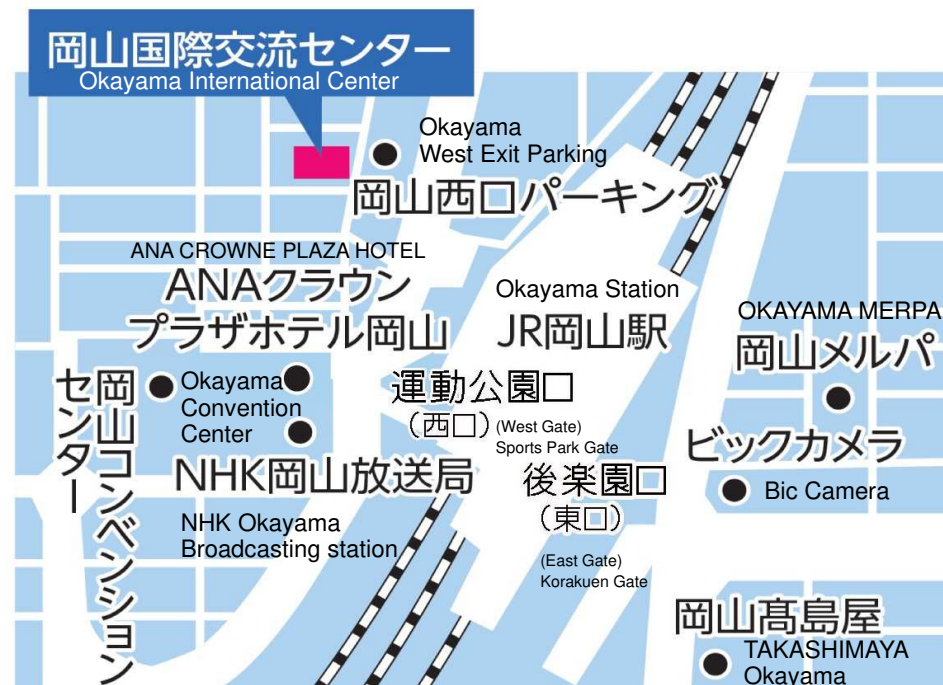 岡山国際交流センター
Okayama International Center
Okayama
West Exit Parking
岡山西口パーキング
ANA CROWNE PLAZA HOTEL
ANAクラウン
プラザホテル岡山
Okayama Station
JR岡山駅
OKAYAMA MERPA
岡山メルパ
岡山コンベンション
センター
Okayama
Convention
Center
運動公園口
（西口）
(West Gate)
Sports Park Gate
ビックカメラ
Bic Camera
NHK岡山放送局
NHK Okayama
Broadcasting station
後楽園口
（東口）
(East Gate)
Korakuen Gate
岡山髙島屋
TAKASHIMAYA
Okayama